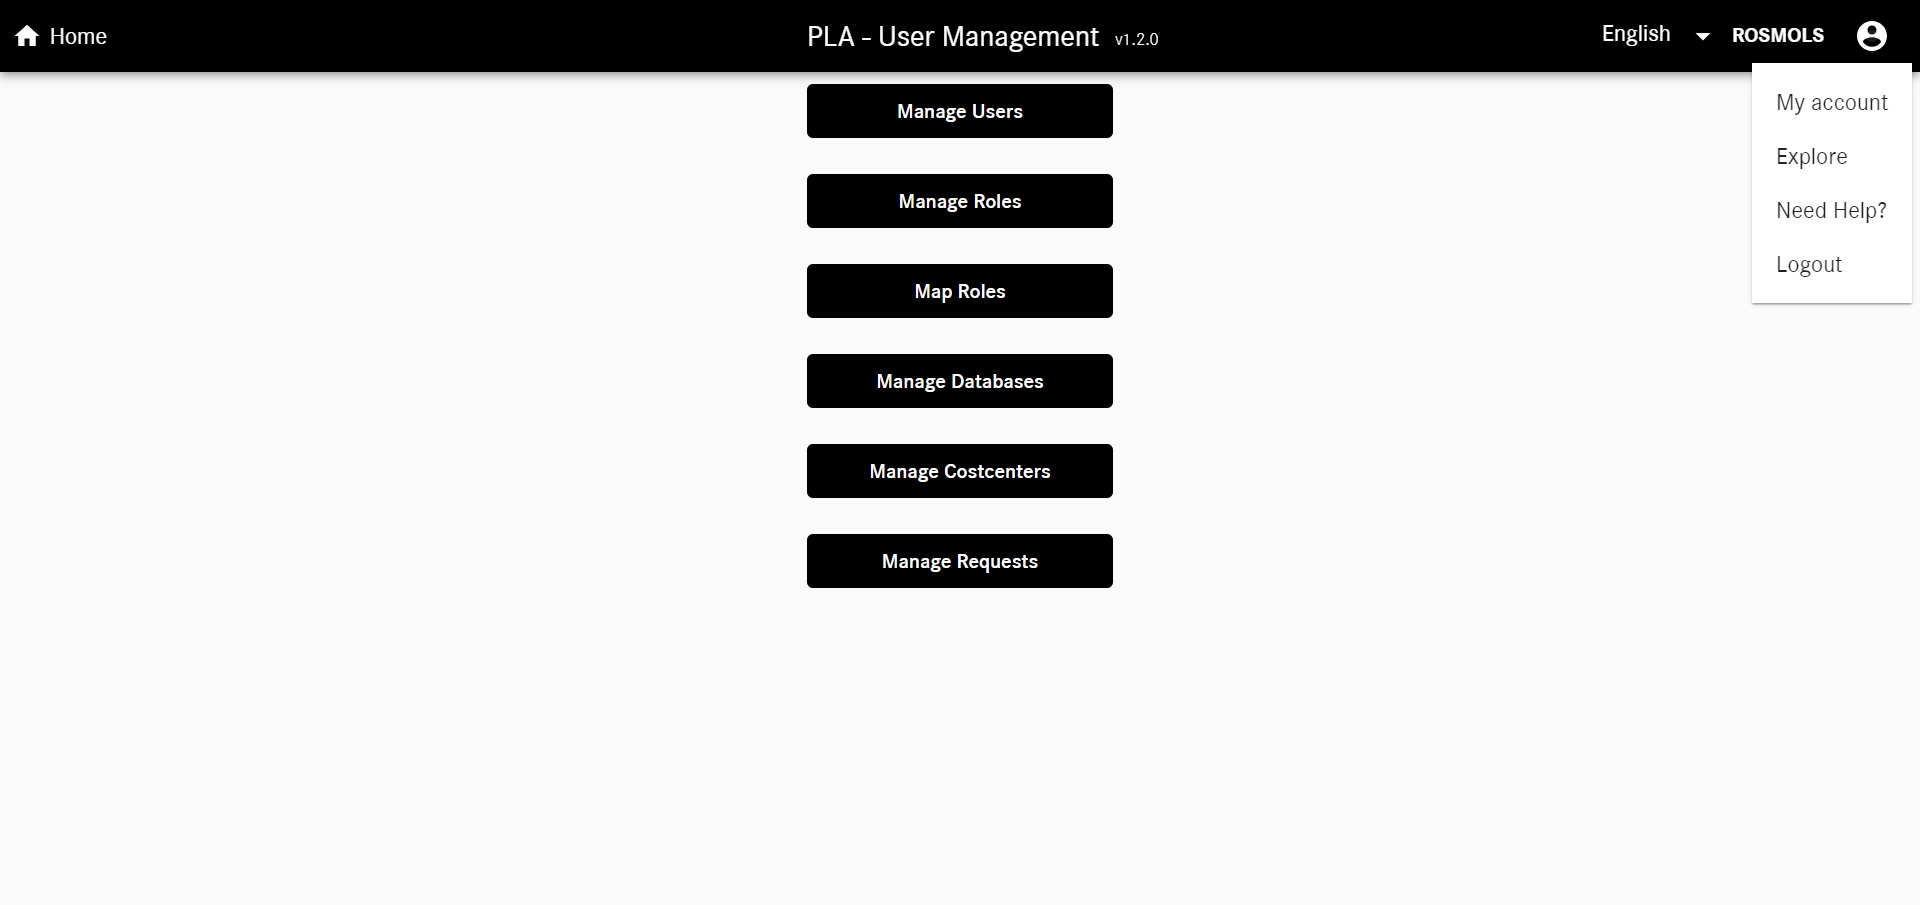 Home
PLA - User Management v1.2.0
English
ROSMOLS
My account
Explore
Need Help?
Logout
Manage Users
Manage Roles
Map Roles
Manage Databases
Manage Costcenters
Manage Requests